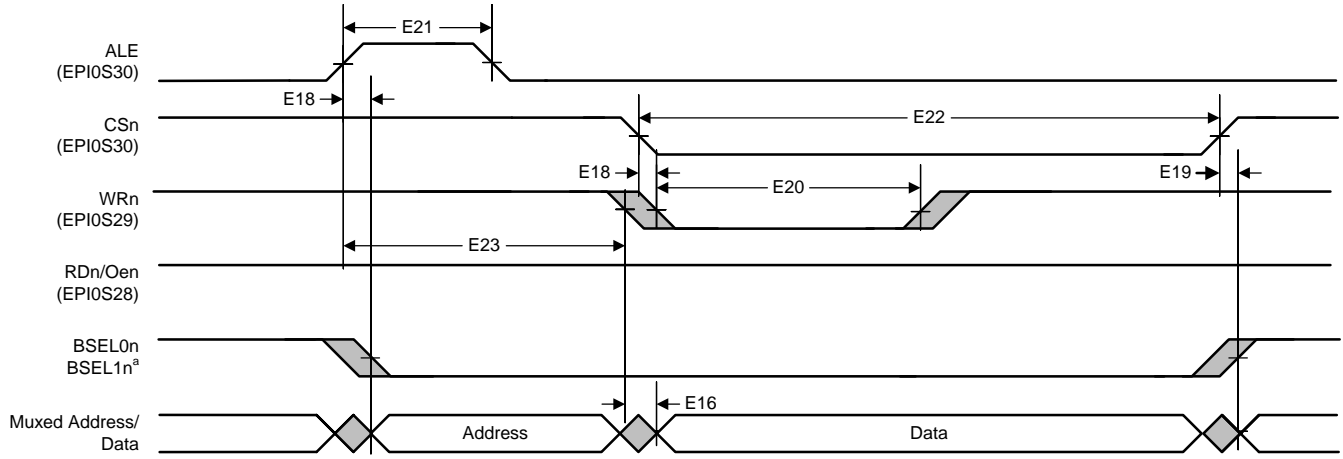 E21
ALE
(EPI0S30)
E18
CSn
(EPI0S30)
E22
E18
E20
E19
WRn
(EPI0S29)
E23
RDn/Oen
(EPI0S28)
BSEL0n
BSEL1nª
E16
Muxed Address/
Data
Address
Data